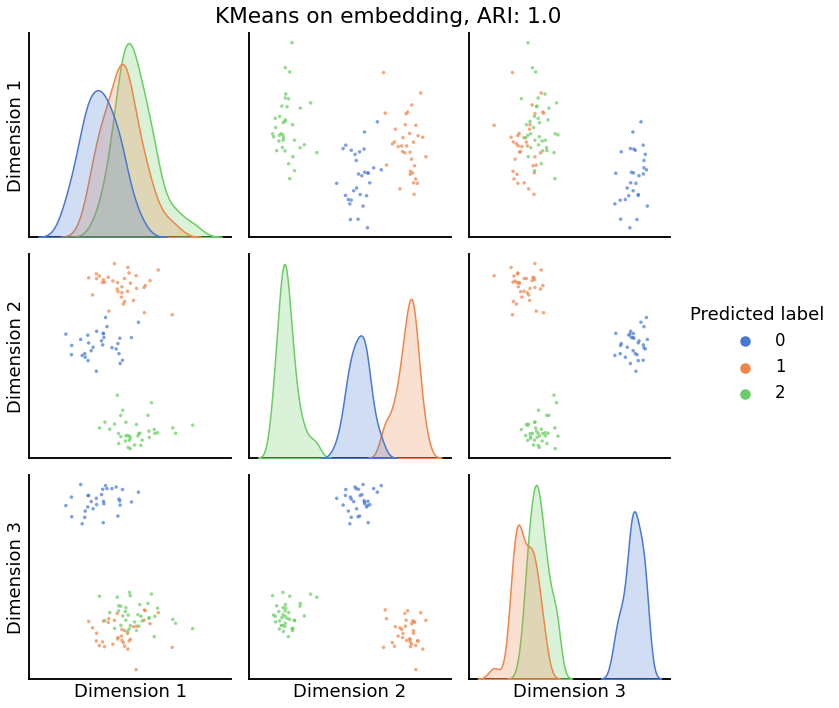 KMeans on embedding, ARI: 1.0
Dimension 1
Dimension 2
Predicted label
0
1
2
Dimension 3
Dimension 1
Dimension 2
Dimension 3